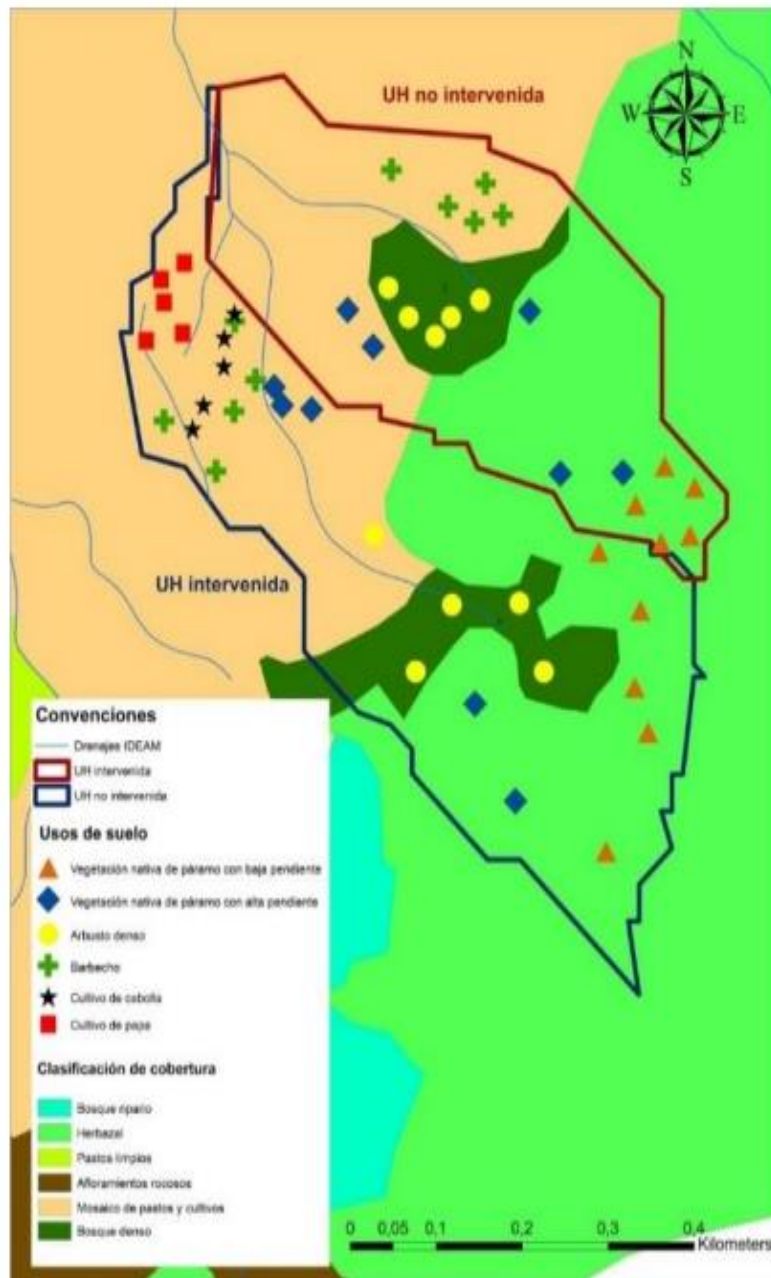 UH no intervenida
N
W E
S
UH intervenida
Convenciones
Drenajes IDEAM
UH intervenida
UH no intervenida
Usos de suelo
Vegetación nativa de páramo con baja pendiente
Vegetación nativa de páramo con alta pendiente
Arbusto denso
Barbecho
Cultivo de cebolla
Cultivo de papa
Clasificación de cobertura
Bosque ripario
Herbazal
Pastos limpios
Afloramientos rocosos
Mosaico de pastos y cultivos
Bosque denso
0 0,05 0,1 0,2 0,3 0,4
Kilometers